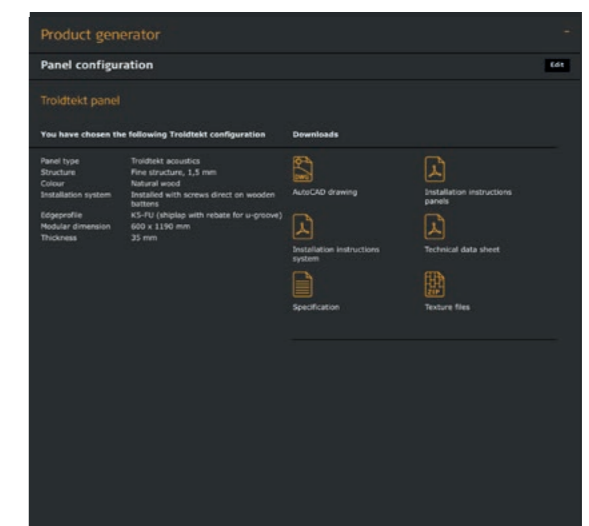 Product generator
-
Panel configuration
Edit
Troldtekt panel
You have chosen the following Troldtekt configuration
Downloads
Panel type Troldtekt acoustics
Structure Fine structure, 1,5 mm
Colour Natural wood
Installation system Installed with screws direct on wooden
battens
Edgeprofile K5-FU (shiplap with rebate for u-groove)
Modular dimension 600 x 1190 mm
Thickness 35 mm
DWG
AutoCAD drawing
Installation instructions
panels
Installation instructions
system
Technical data sheet
Specification
ZIP
Texture files